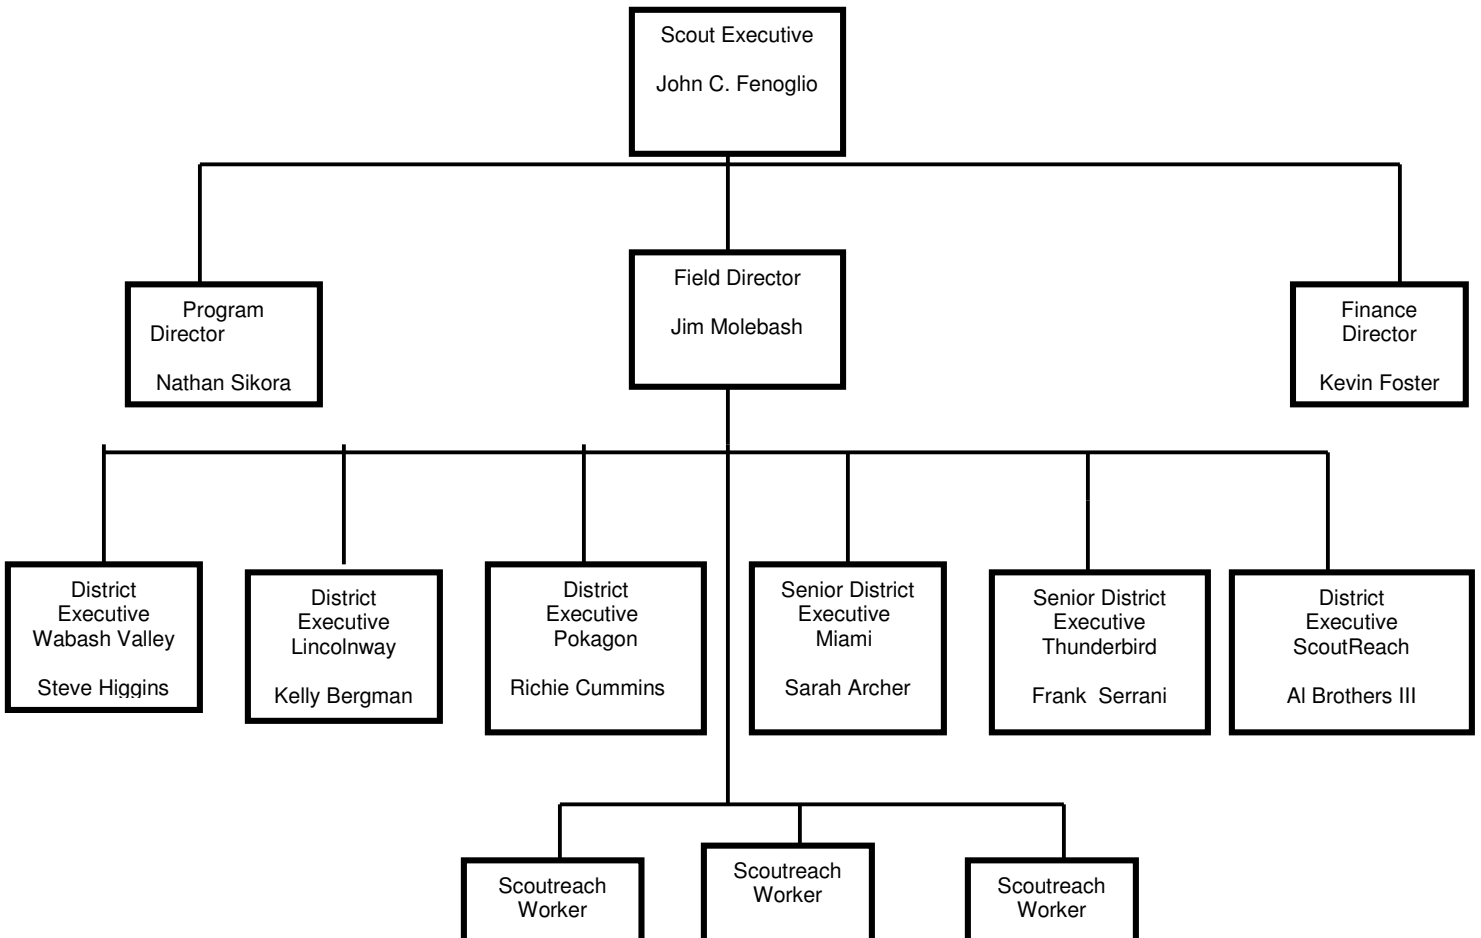 Scout Executive
John C. Fenoglio
Program
Director
Nathan Sikora
Field Director
Jim Molebash
Finance
Director
Kevin Foster
District
Executive
Wabash Valley
Steve Higgins
District
Executive
Lincolnway
Kelly Bergman
District
Executive
Pokagon
Richie Cummins
Senior District
Executive
Miami
Sarah Archer
Senior District
Executive
Thunderbird
Frank  Serrani
District
Executive
ScoutReach
Al Brothers III
Scoutreach
Worker
Scoutreach
Worker
Scoutreach
Worker